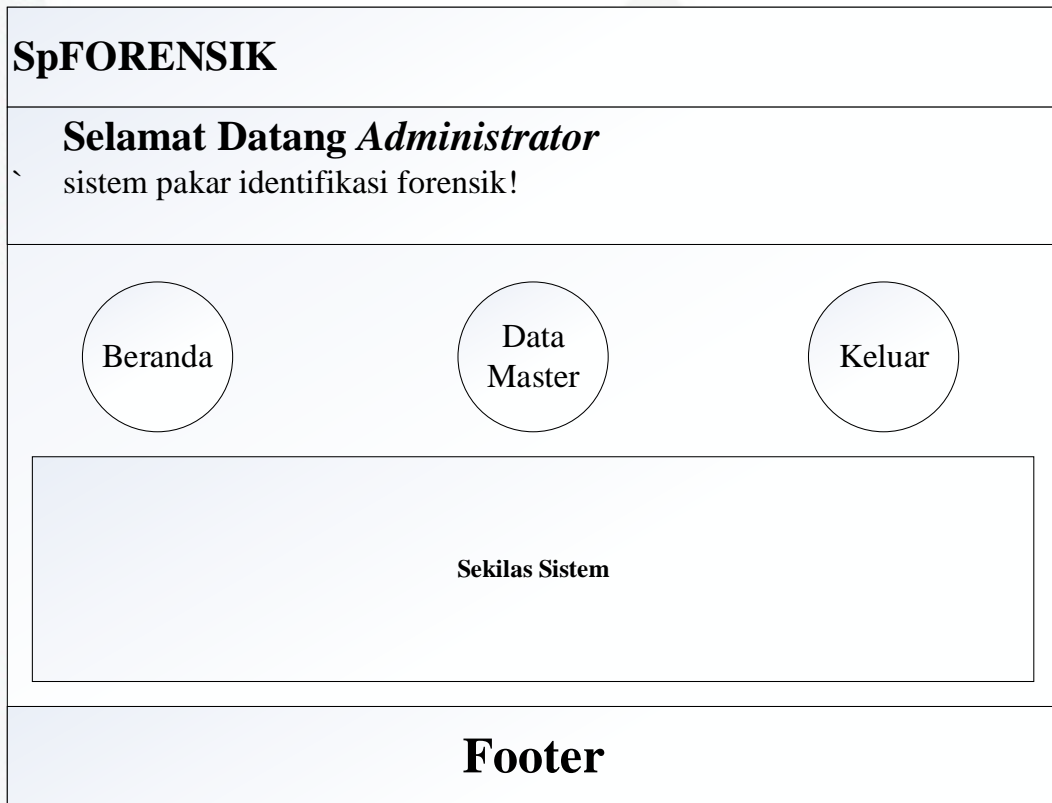 SpFORENSIK
Selamat Datang Administrator
` sistem pakar identifikasi forensik!
Beranda
Data
Master
Keluar
Sekilas Sistem
Footer